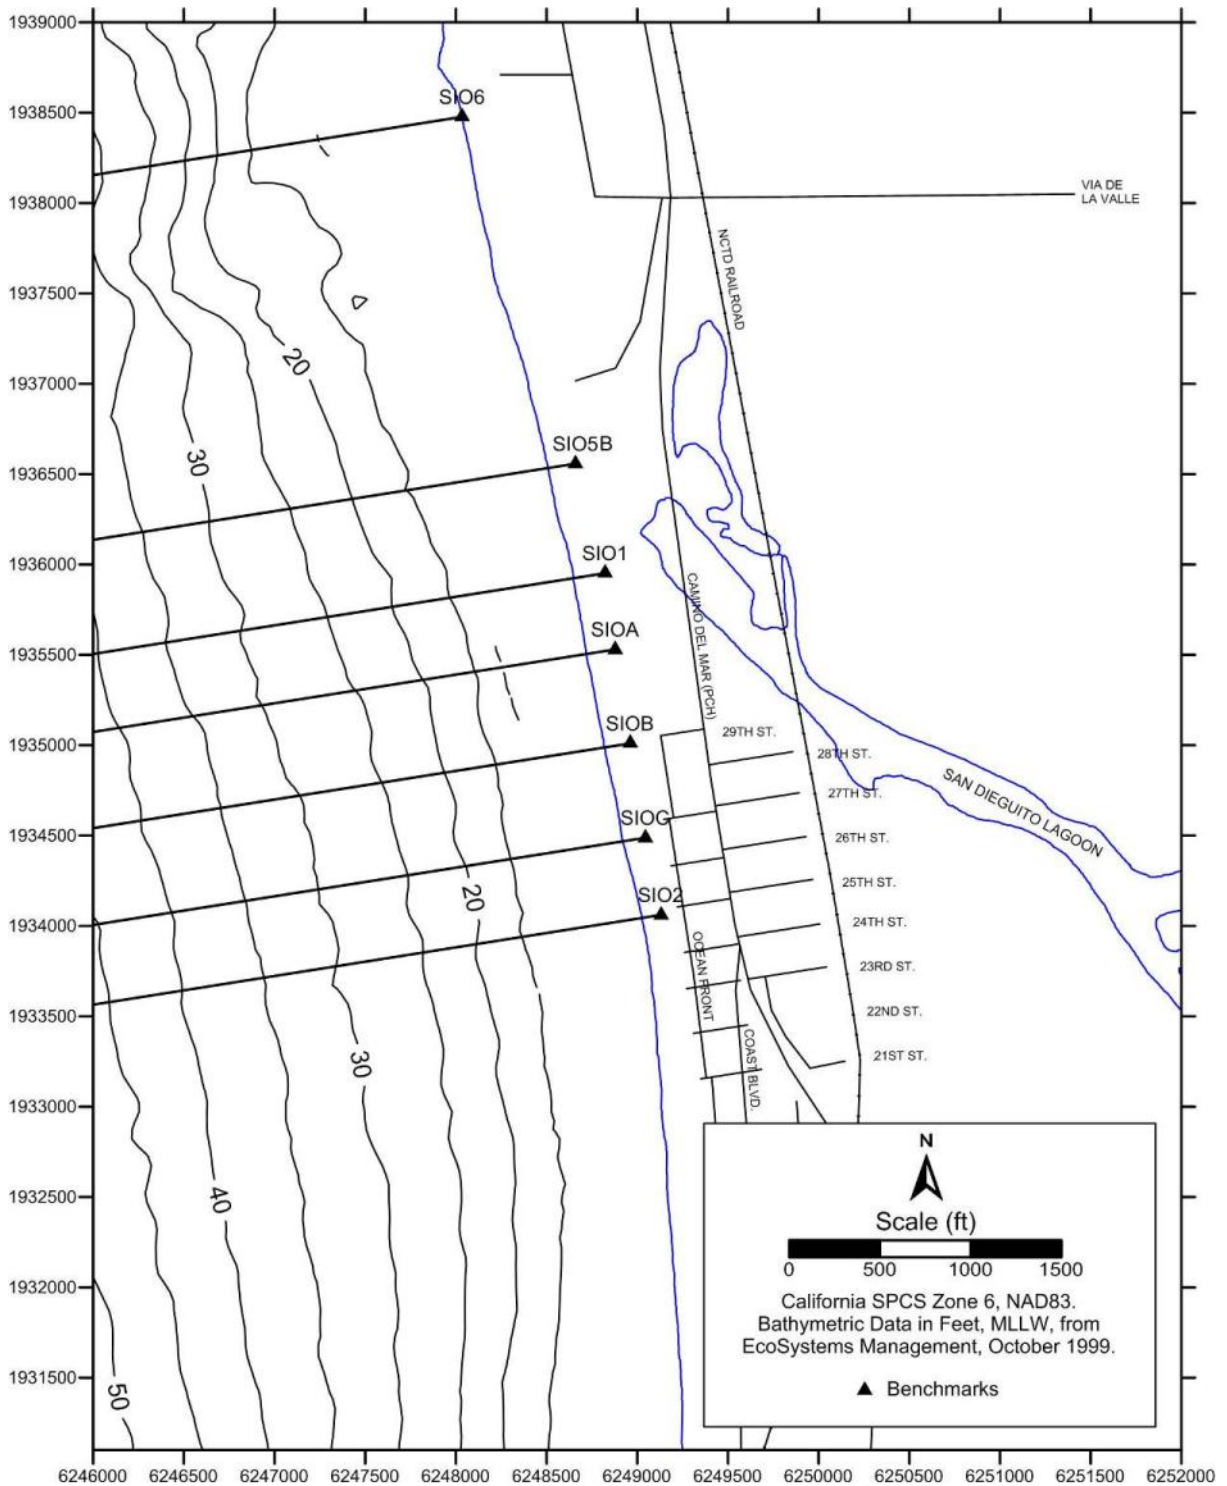 1939000
1938500
1938000
1937500
1937000
1936500
1936000
1935500
1935000
1934500
1934000
1933500
1933000
1932500
1932000
1931500
SIO6
VIA DE
LA VALLE
NCTD RAILROAD
20
30
SIO5B
SIO1
SIOA
CAMINO DEL MAR (PCH)
SIOB
29TH ST.
28TH ST.
27TH ST.
SAN DIEGUITO LAGOON
SIOG
26TH ST.
25TH ST.
20
SIO2
24TH ST.
OCEAN FRONT
23RD ST.
22ND ST.
21ST ST.
30
COAST BLVD.
40
50
N
Scale (ft)
0 500 1000 1500
California SPCS Zone 6, NAD83.
Bathymetric Data in Feet, MLLW, from
EcoSystems Management, October 1999.
Benchmarks
6246000 6246500 6247000 6247500 6248000 6248500 6249000 6249500 6250000 6250500 6251000 6251500 6252000